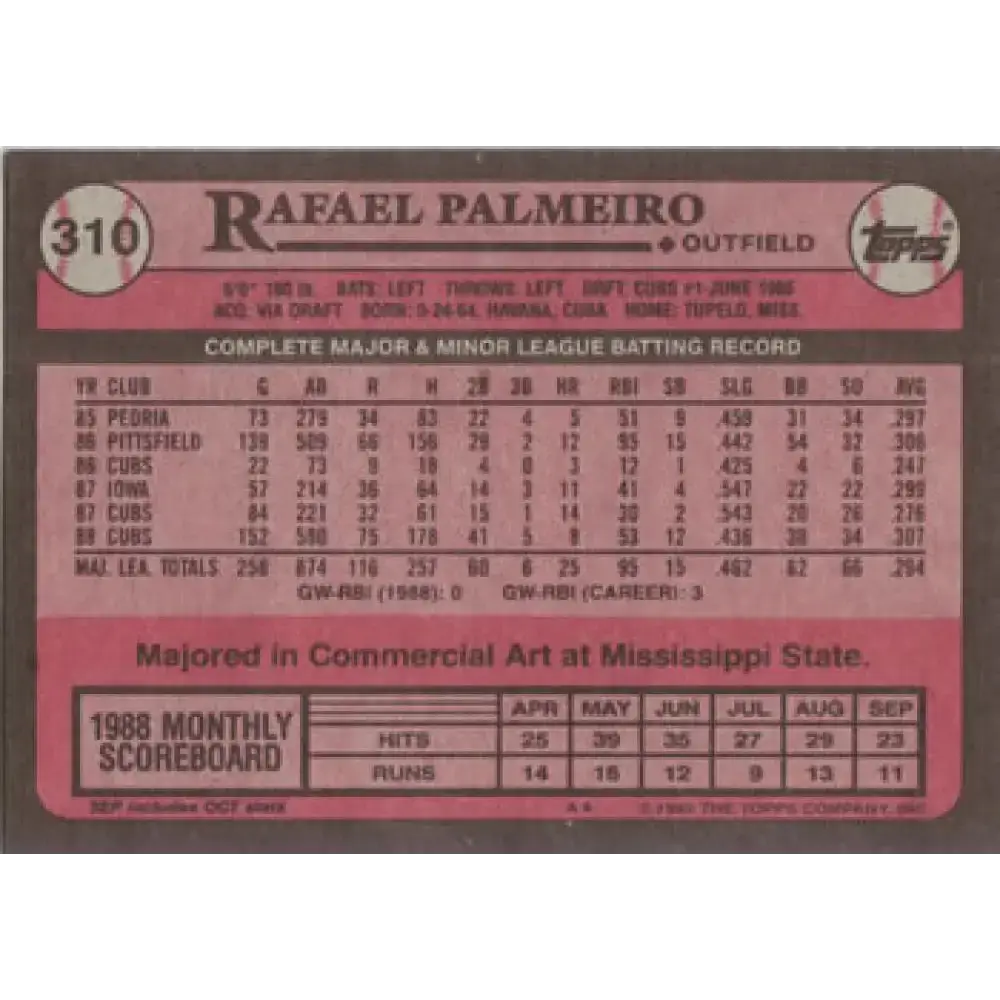 310
RAFAEL PALMEIRO
◆ OUTFIELD
topps®
6'0" 180 lb. BATS: LEFT THROWS: LEFT DRAFT: CUBS #1-JUNE 1985
ACQ: VIA DRAFT BORN: 9-24-64, HAVANA, CUBA HOME: TUPELO, MISS.
COMPLETE MAJOR & MINOR LEAGUE BATTING RECORD
YR CLUB G AB R H 2B 3B HR RBI SB SLG BB SO AVG
85 PEORIA 73 279 34 83 22 4 5 51 9 .459 31 34 .297
86 PITTSFIELD 139 509 66 156 29 2 12 95 15 .442 54 32 .306
86 CUBS 22 73 9 18 4 0 3 12 1 .425 4 6 .247
87 IOWA 57 214 36 64 14 3 11 41 4 .547 22 22 .299
87 CUBS 84 221 32 61 15 1 14 30 2 .543 20 26 .276
88 CUBS 152 580 75 178 41 5 8 53 12 .436 38 34 .307
MAJ. LEA. TOTALS 258 874 116 257 60 6 25 95 15 .462 62 66 .294
GW-RBI (1988): 0 GW-RBI (CAREER): 3
Majored in Commercial Art at Mississippi State.
1988 MONTHLY SCOREBOARD
APR MAY JUN JUL AUG SEP
HITS 25 39 35 27 29 23
RUNS 14 16 12 9 13 11
SEP includes OCT stats
© 1989 THE TOPPS COMPANY, INC.